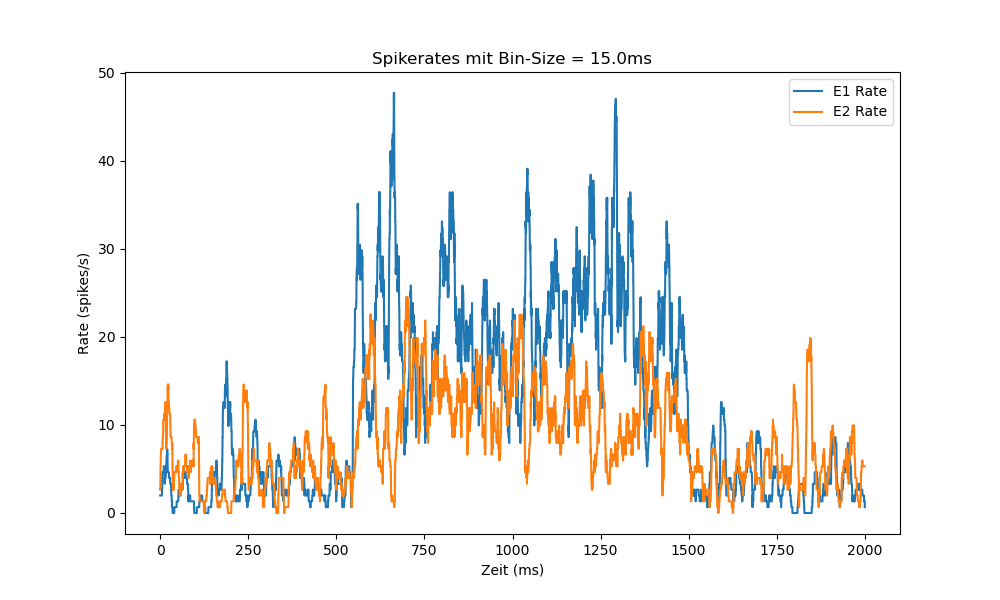 Spikerates mit Bin-Size = 15.0ms
E1 Rate
E2 Rate
Rate (spikes/s)
50
40
30
20
10
0
0 250 500 750 1000 1250 1500 1750 2000
Zeit (ms)